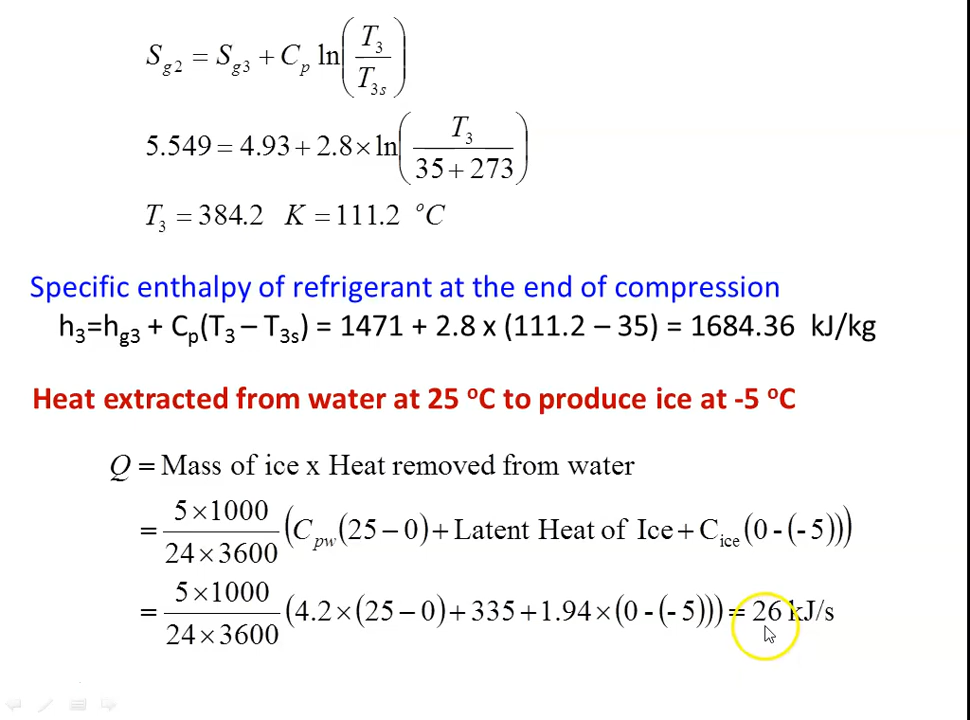 S_g2 = S_g3 + C_p ln(T_3/T_3s)
5.549 = 4.93 + 2.8 × ln(T_3/(35 + 273))
T_3 = 384.2 K = 111.2 °C
Specific enthalpy of refrigerant at the end of compression
h₃=h_g3 + C_p(T₃ – T_3s) = 1471 + 2.8 x (111.2 – 35) = 1684.36 kJ/kg
Heat extracted from water at 25 °C to produce ice at -5 °C
Q = Mass of ice x Heat removed from water
= (5×1000)/(24×3600) (C_pw (25 − 0) + Latent Heat of Ice + C_ice (0 - (- 5)))
= (5×1000)/(24×3600) (4.2 × (25 − 0) + 335 + 1.94 × (0 - (- 5))) = 26 kJ/s